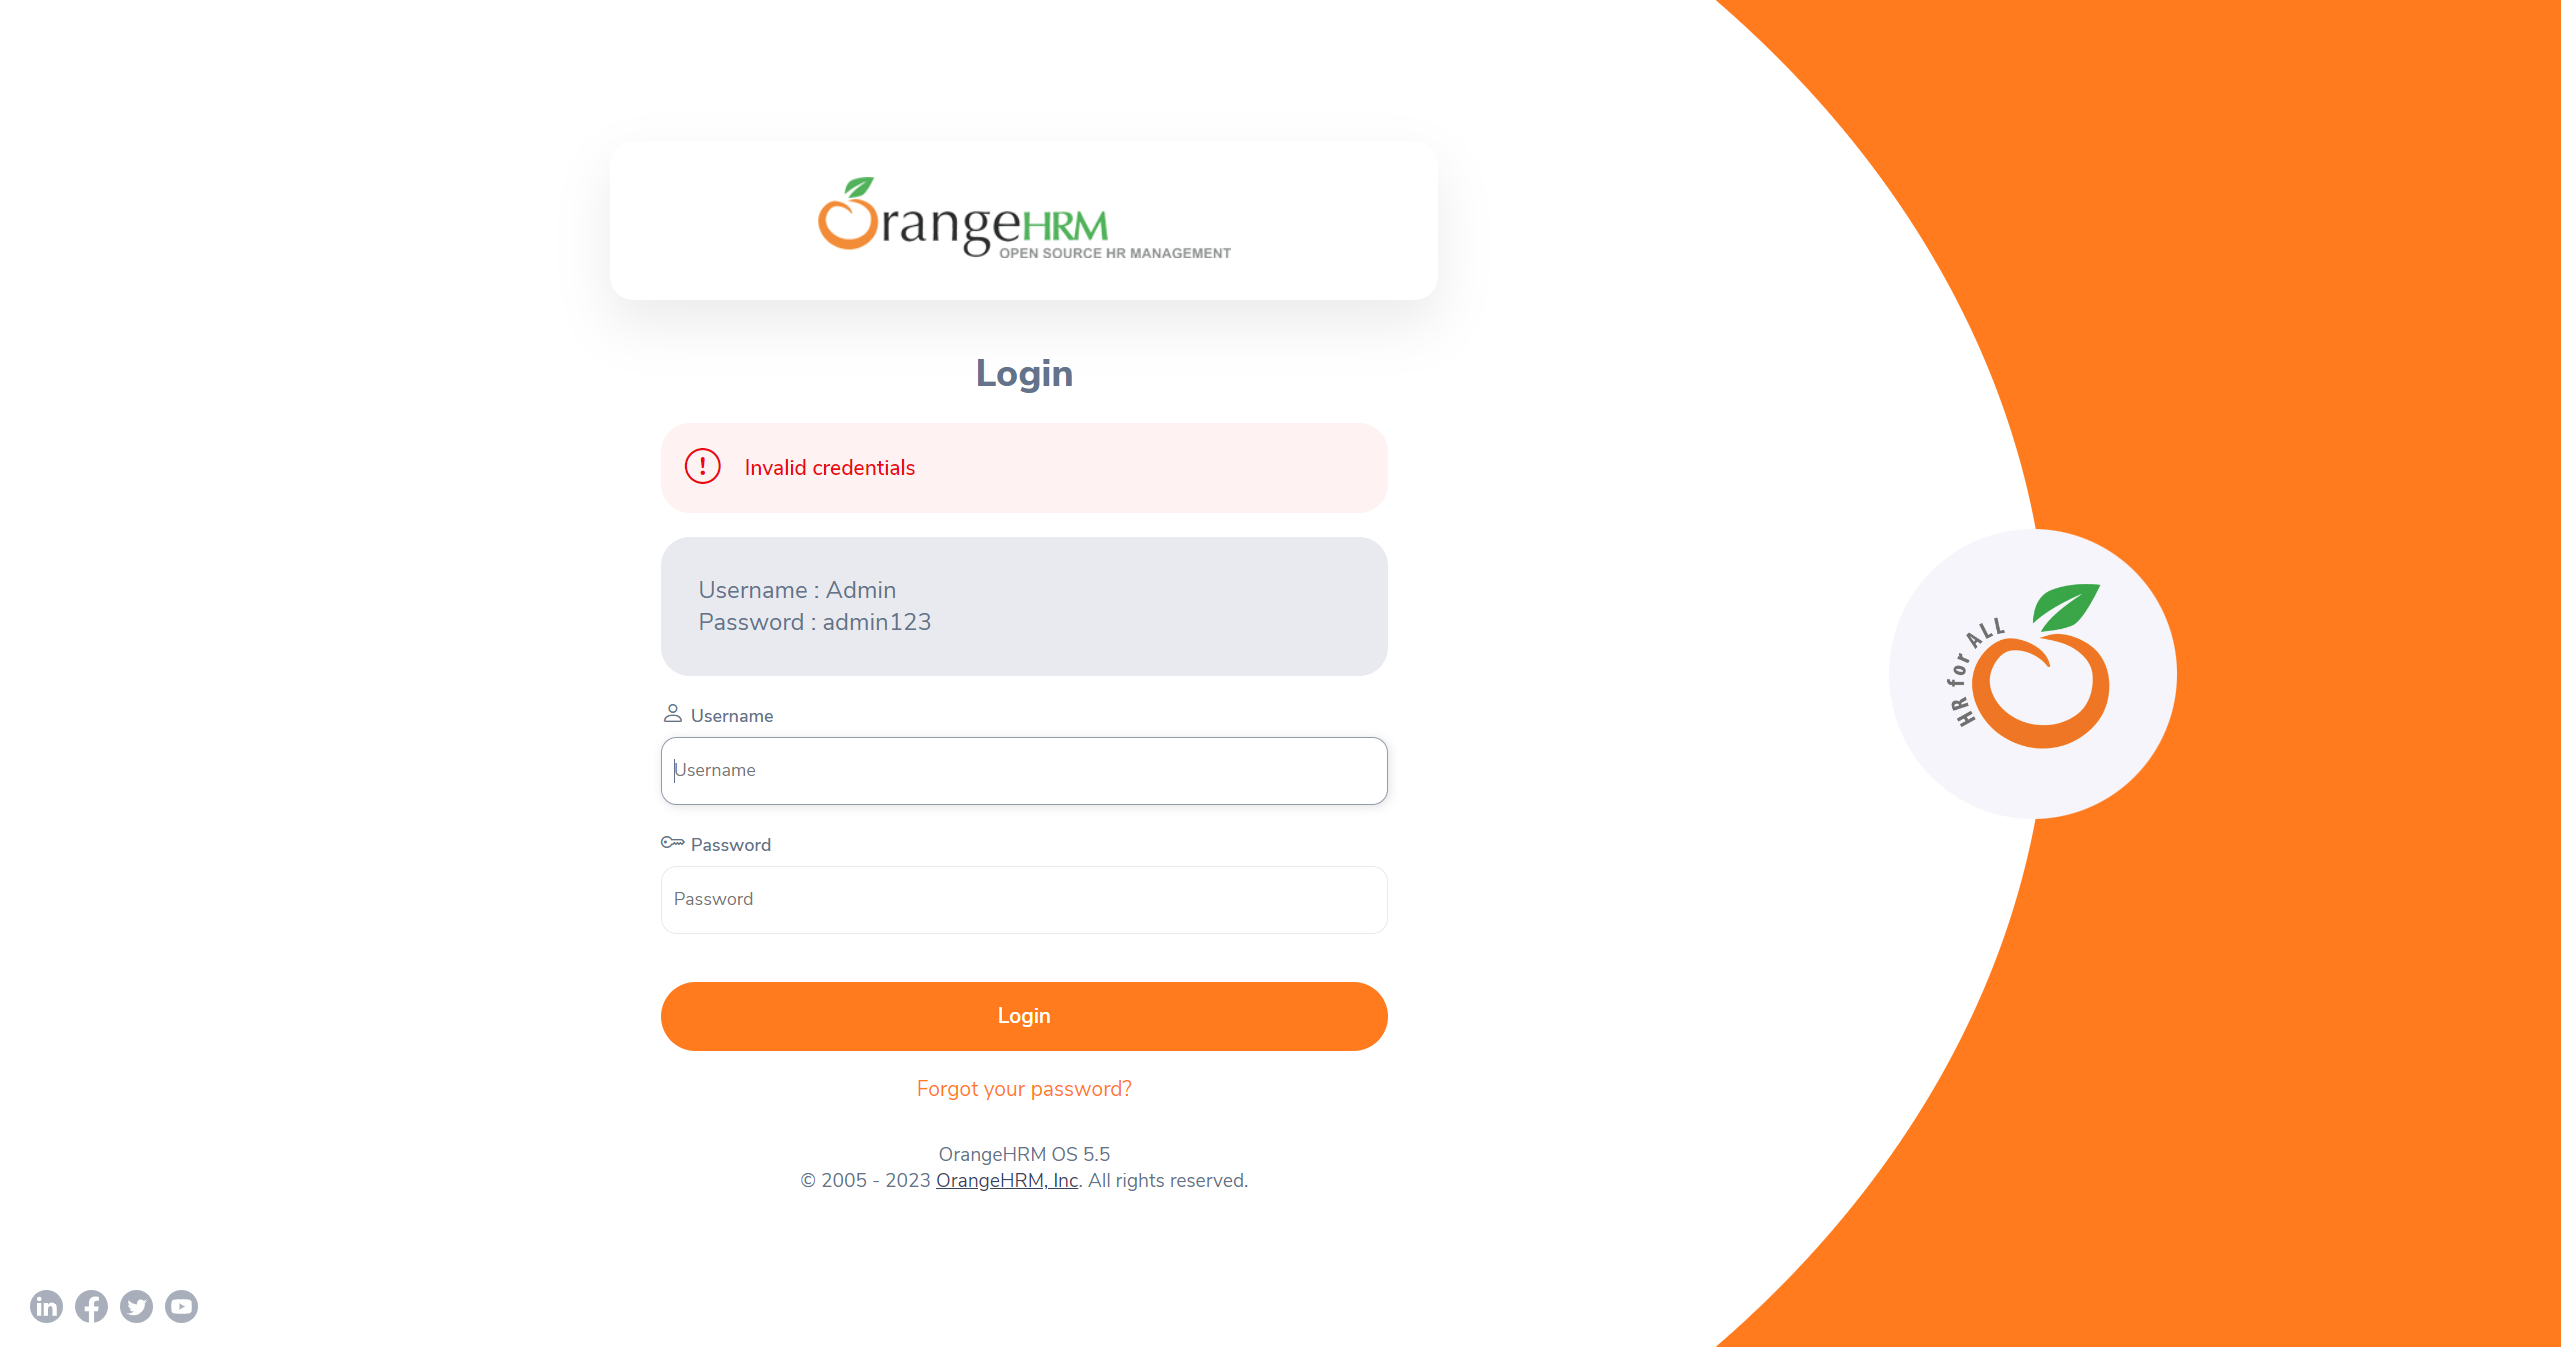 OrangeHRM
OPEN SOURCE HR MANAGEMENT
Login
Invalid credentials
Username : Admin
Password : admin123
Username
Username
Password
Password
Login
Forgot your password?
OrangeHRM OS 5.5
© 2005 - 2023 OrangeHRM, Inc. All rights reserved.
HR for ALL
in